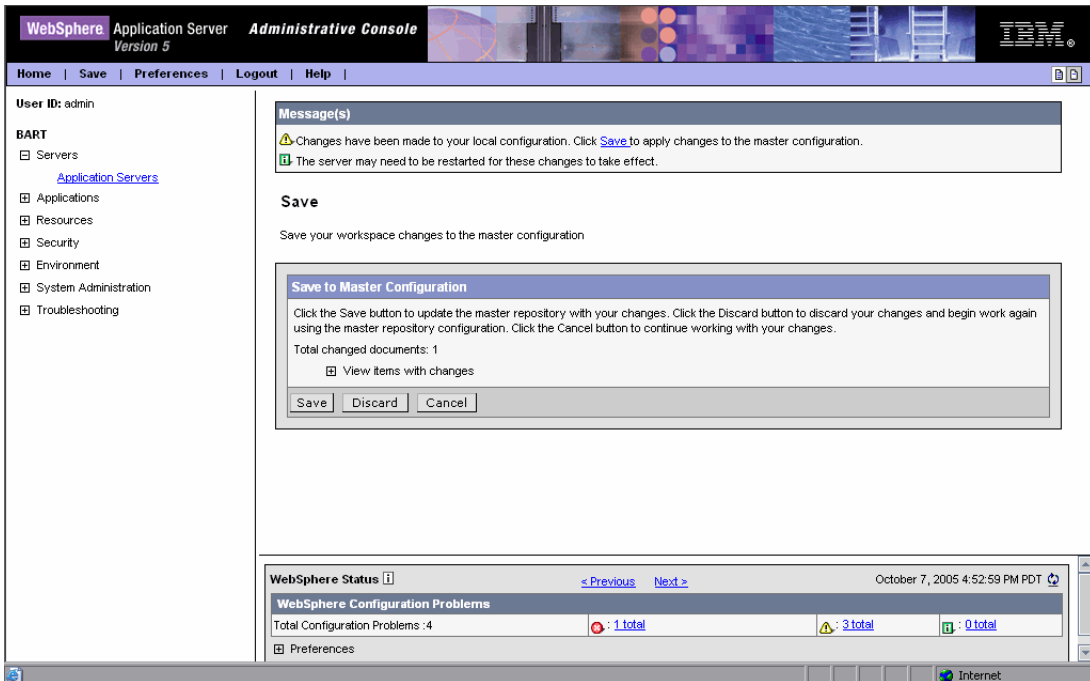 WebSphere Application Server Administrative Console
Version 5
IBM®
Home | Save | Preferences | Logout | Help |
User ID: admin
BART
Servers
Application Servers
Applications
Resources
Security
Environment
System Administration
Troubleshooting
Message(s)
Changes have been made to your local configuration. Click Save to apply changes to the master configuration.
The server may need to be restarted for these changes to take effect.
Save
Save your workspace changes to the master configuration
Save to Master Configuration
Click the Save button to update the master repository with your changes. Click the Discard button to discard your changes and begin work again
using the master repository configuration. Click the Cancel button to continue working with your changes.
Total changed documents: 1
View items with changes
Save Discard Cancel
WebSphere Status i < Previous Next > October 7, 2005 4:52:59 PM PDT
WebSphere Configuration Problems
Total Configuration Problems :4 : 1 total : 3 total : 0 total
Preferences
Internet